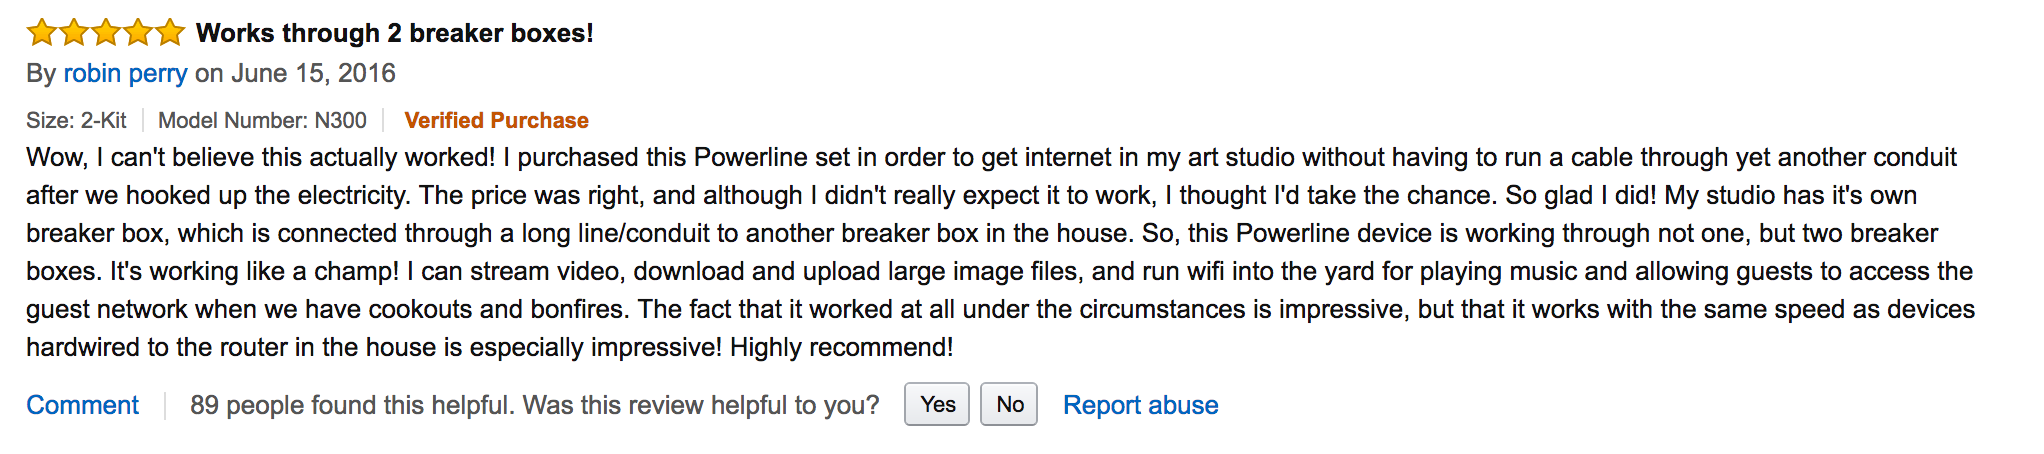 Works through 2 breaker boxes!
By robin perry on June 15, 2016
Size: 2-Kit Model Number: N300 Verified Purchase
Wow, I can't believe this actually worked! I purchased this Powerline set in order to get internet in my art studio without having to run a cable through yet another conduit
after we hooked up the electricity. The price was right, and although I didn't really expect it to work, I thought I'd take the chance. So glad I did! My studio has it's own
breaker box, which is connected through a long line/conduit to another breaker box in the house. So, this Powerline device is working through not one, but two breaker
boxes. It's working like a champ! I can stream video, download and upload large image files, and run wifi into the yard for playing music and allowing guests to access the
guest network when we have cookouts and bonfires. The fact that it worked at all under the circumstances is impressive, but that it works with the same speed as devices
hardwired to the router in the house is especially impressive! Highly recommend!
Comment 89 people found this helpful. Was this review helpful to you? Yes No Report abuse